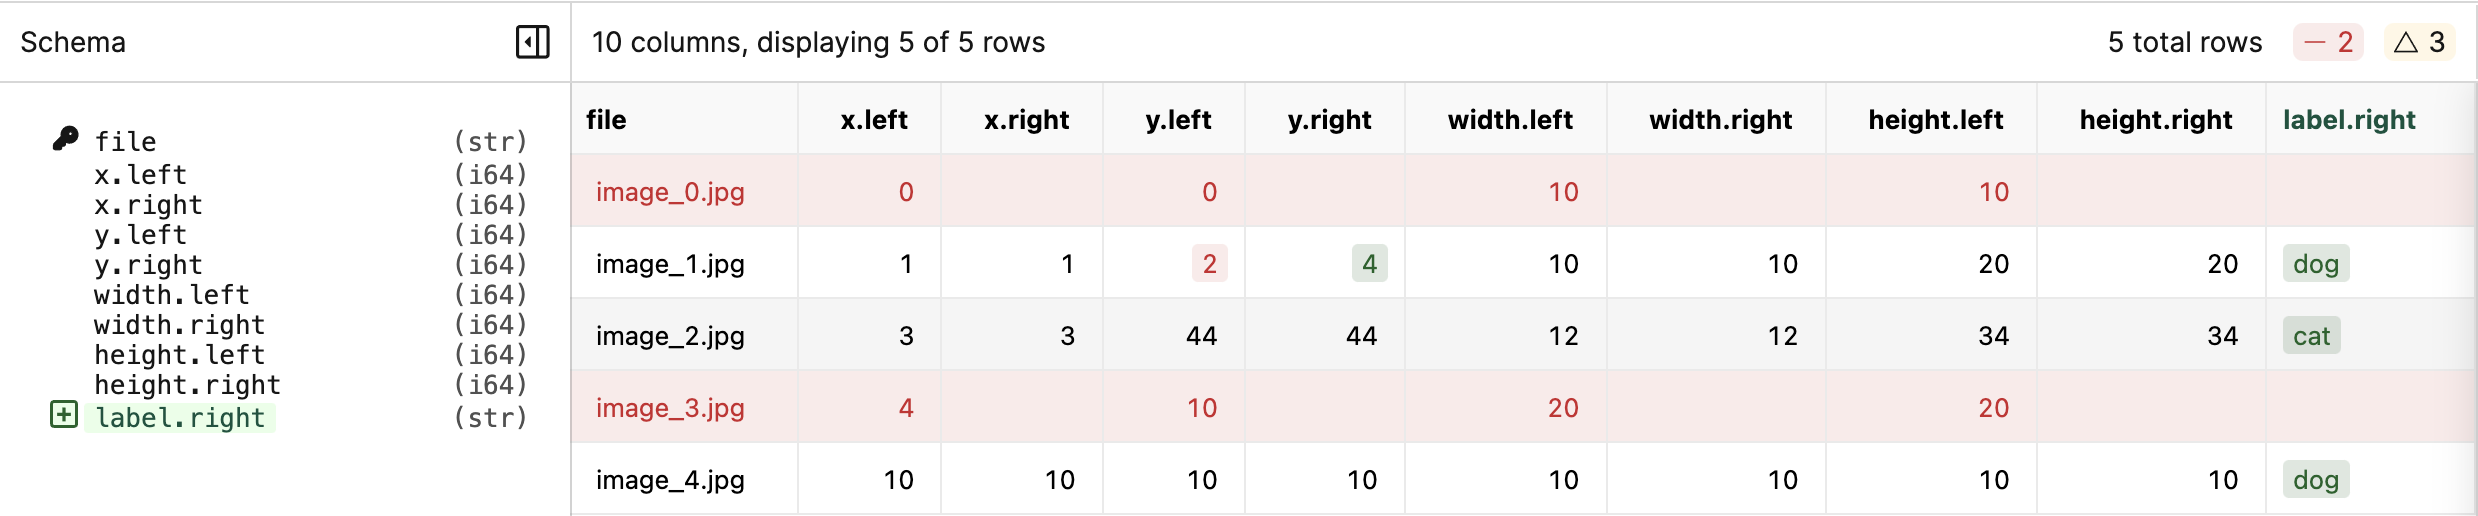 Schema
10 columns, displaying 5 of 5 rows
5 total rows — 2 △ 3
file (str)
x.left (i64)
x.right (i64)
y.left (i64)
y.right (i64)
width.left (i64)
width.right (i64)
height.left (i64)
height.right (i64)
label.right (str)
file x.left x.right y.left y.right width.left width.right height.left height.right label.right
image_0.jpg 0 0 10 10
image_1.jpg 1 1 2 4 10 10 20 20 dog
image_2.jpg 3 3 44 44 12 12 34 34 cat
image_3.jpg 4 10 20 20
image_4.jpg 10 10 10 10 10 10 10 10 dog